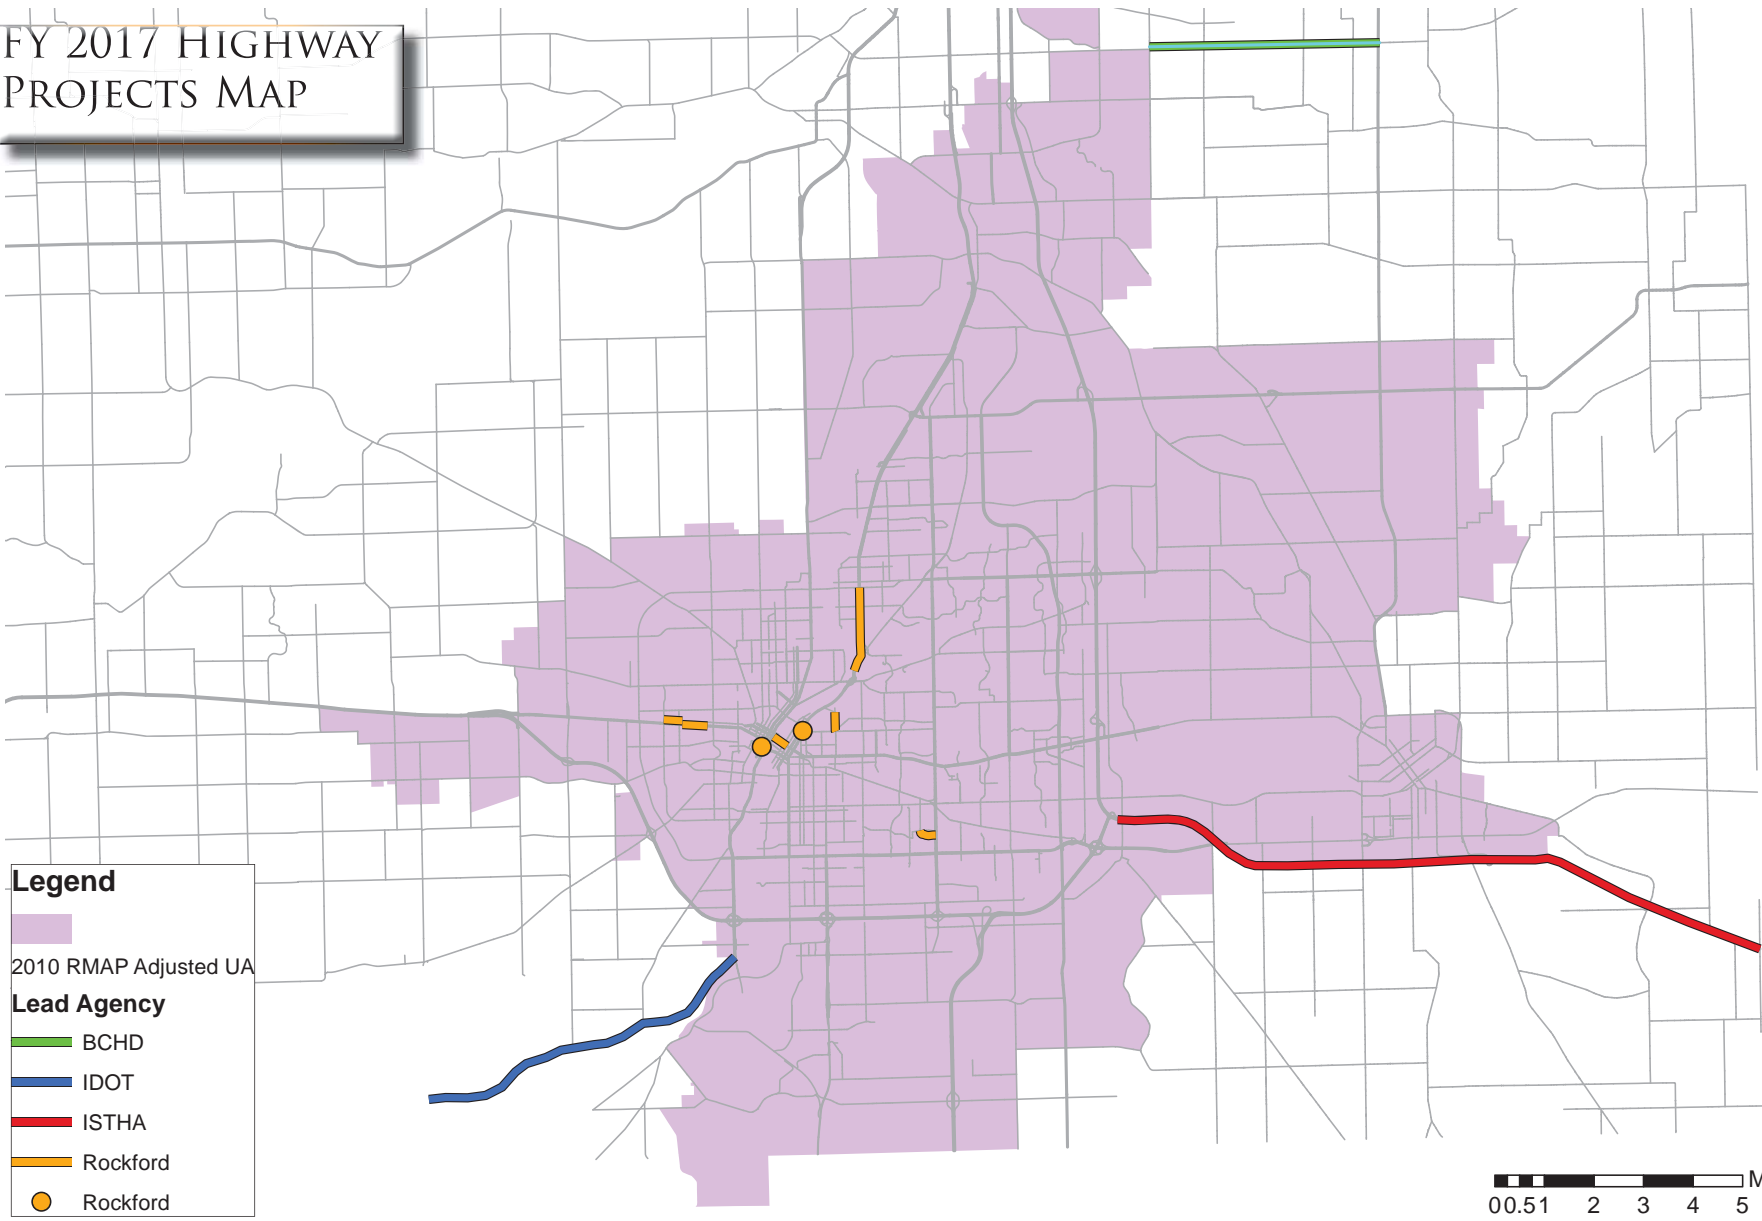 FY 2017 HIGHWAY
PROJECTS MAP
Legend
2010 RMAP Adjusted UA
Lead Agency
BCHD
IDOT
ISTHA
Rockford
Rockford
M
0 0.5 1 2 3 4 5